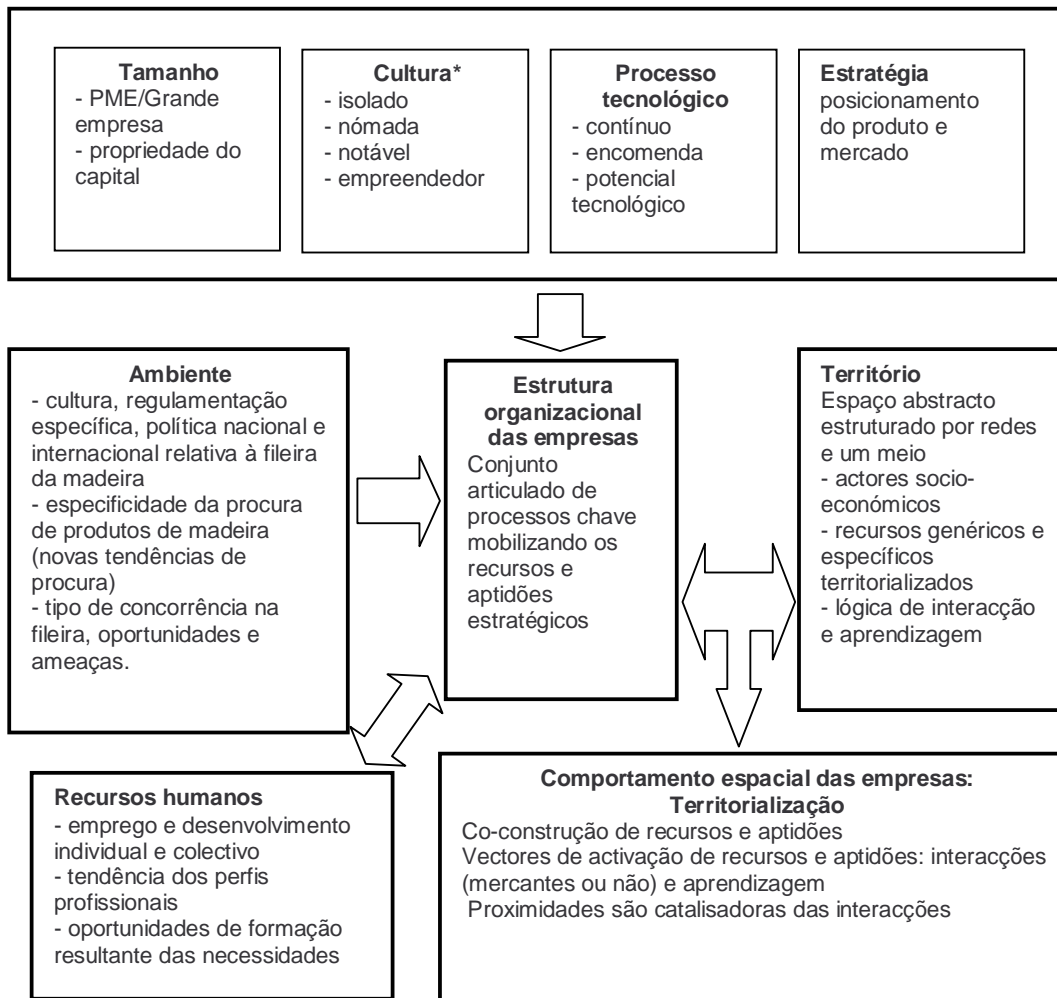 Tamanho
- PME/Grande
empresa
- propriedade do
capital
Cultura*
- isolado
- nómada
- notável
- empreendedor
Processo
tecnológico
- contínuo
- encomenda
- potencial
tecnológico
Estratégia
posicionamento
do produto e
mercado
Ambiente
- cultura, regulamentação
específica, política nacional e
internacional relativa à fileira
da madeira
- especificidade da procura
de produtos de madeira
(novas tendências de
procura)
- tipo de concorrência na
fileira, oportunidades e
ameaças.
Estrutura
organizacional
das empresas
Conjunto
articulado de
processos chave
mobilizando os
recursos e
aptidões
estratégicos
Território
Espaço abstracto
estruturado por redes
e um meio
- actores socio-
económicos
- recursos genéricos e
específicos
territorializados
- lógica de interacção
e aprendizagem
Recursos humanos
- emprego e desenvolvimento
individual e colectivo
- tendência dos perfis
profissionais
- oportunidades de formação
resultante das necessidades
Comportamento espacial das empresas:
Territorialização
Co-construção de recursos e aptidões
Vectores de activação de recursos e aptidões: interacções
(mercantes ou não) e aprendizagem
Proximidades são catalisadoras das interacções